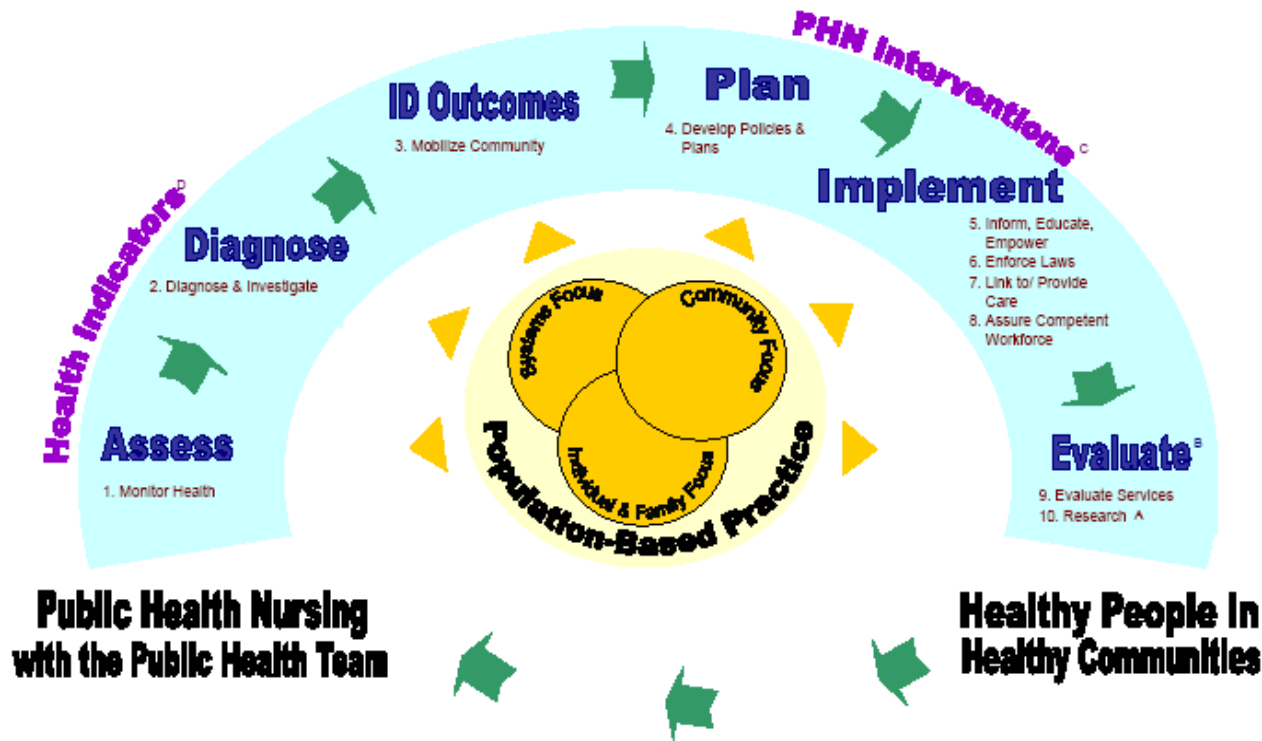 PHN Interventions C
Health Indicators D
Assess
1. Monitor Health
Diagnose
2. Diagnose & Investigate
ID Outcomes
3. Mobilize Community
Plan
4. Develop Policies &
Plans
Implement
5. Inform, Educate,
Empower
6. Enforce Laws
7. Link to/ Provide
Care
8. Assure Competent
Workforce
Evaluate B
9. Evaluate Services
10. Research A
Systems Focus
Community Focus
Individual & Family Focus
Population-Based Practice
Public Health Nursing
with the Public Health Team
Healthy People in
Healthy Communities